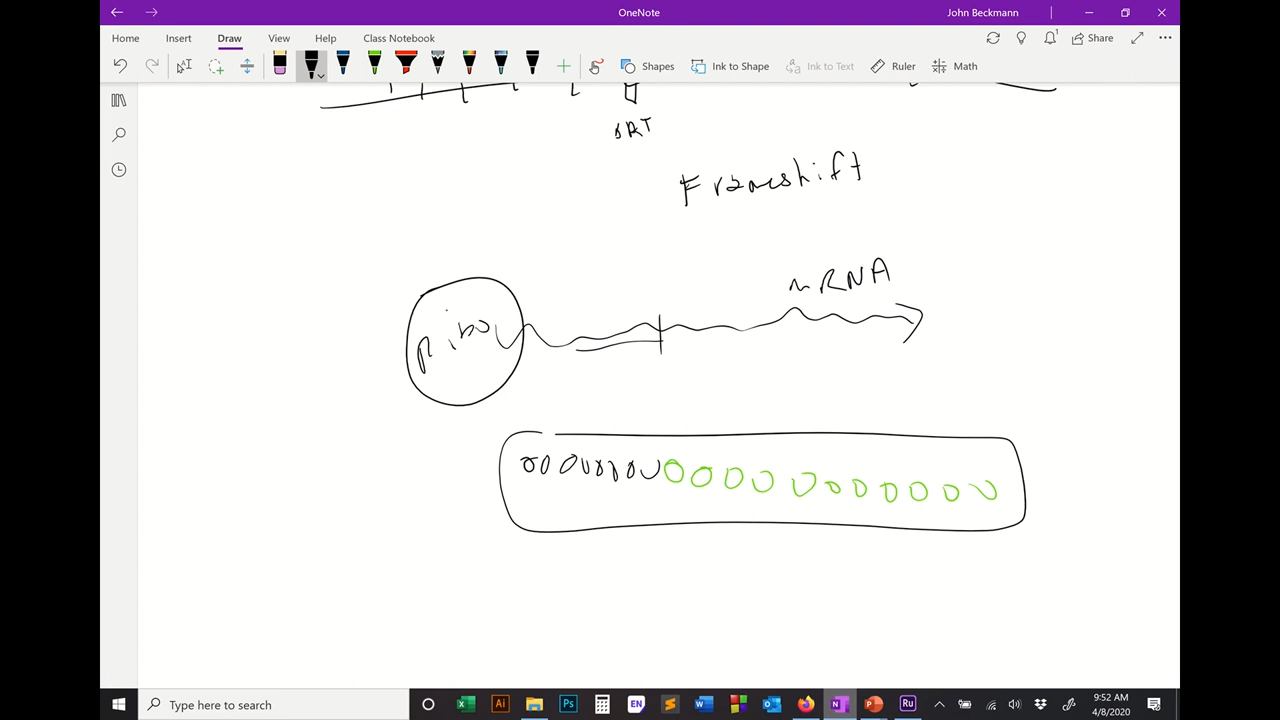 OneNote
John Beckmann
Home Insert Draw View Help Class Notebook
Share
Shapes Ink to Shape Ink to Text Ruler Math
Frameshift
mRNA
Ribo
Type here to search
9:52 AM
4/8/2020